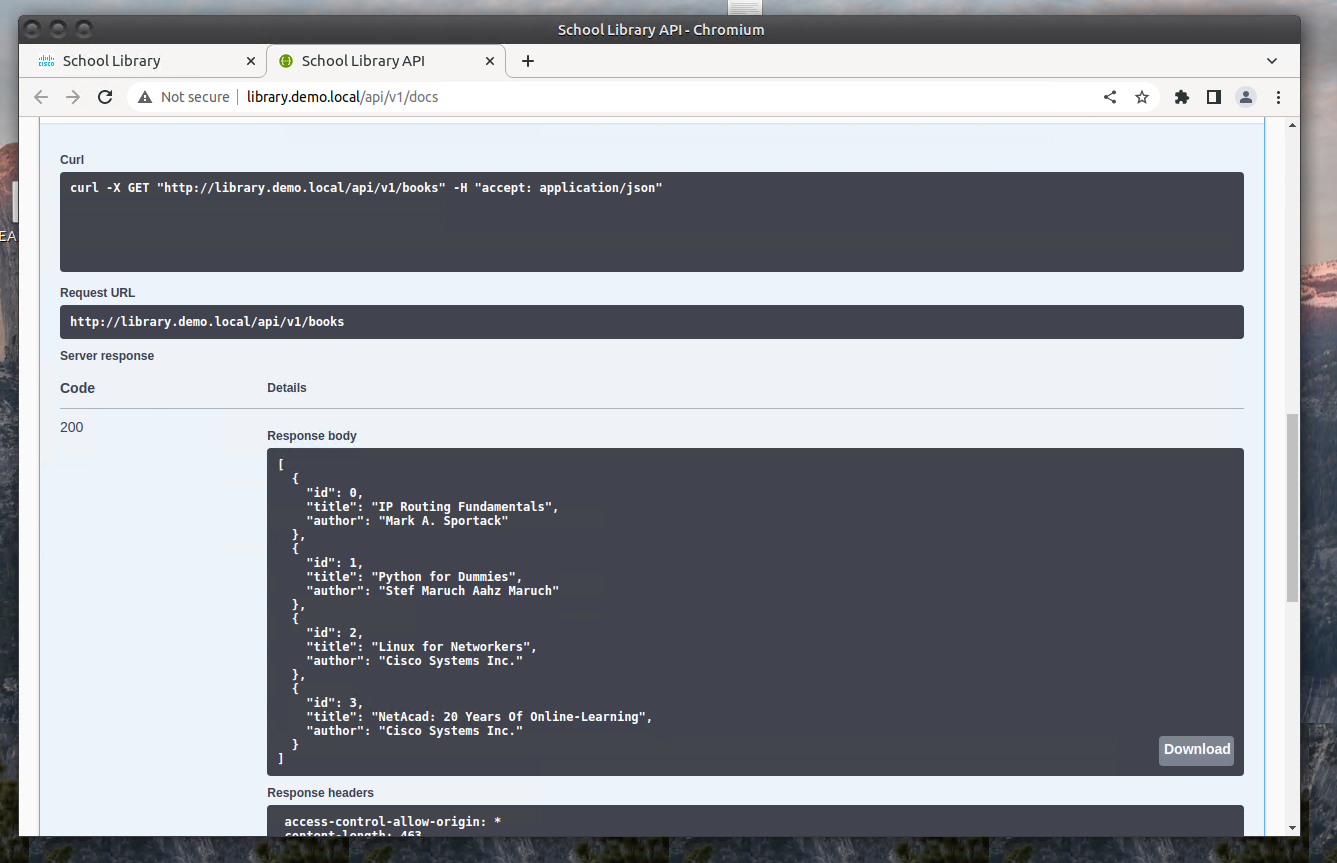 School Library API - Chromium
cisco School Library
School Library API
Not secure library.demo.local/api/v1/docs
EA
Curl
curl -X GET "http://library.demo.local/api/v1/books" -H "accept: application/json"
Request URL
http://library.demo.local/api/v1/books
Server response
Code Details
200
Response body
[
  {
    "id": 0,
    "title": "IP Routing Fundamentals",
    "author": "Mark A. Sportack"
  },
  {
    "id": 1,
    "title": "Python for Dummies",
    "author": "Stef Maruch Aahz Maruch"
  },
  {
    "id": 2,
    "title": "Linux for Networkers",
    "author": "Cisco Systems Inc."
  },
  {
    "id": 3,
    "title": "NetAcad: 20 Years Of Online-Learning",
    "author": "Cisco Systems Inc."
  }
]
Download
Response headers
access-control-allow-origin: *
content-length: 463